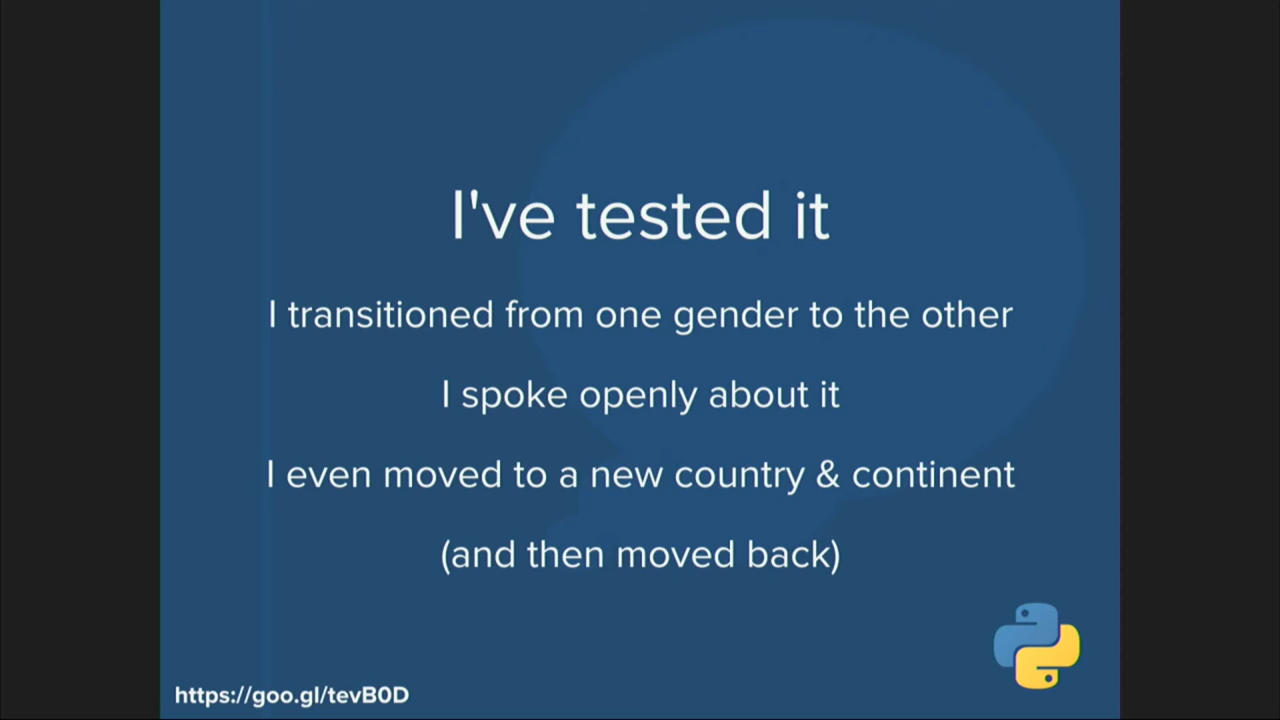 I've tested it
I transitioned from one gender to the other
I spoke openly about it
I even moved to a new country & continent
(and then moved back)
https://goo.gl/tevB0D